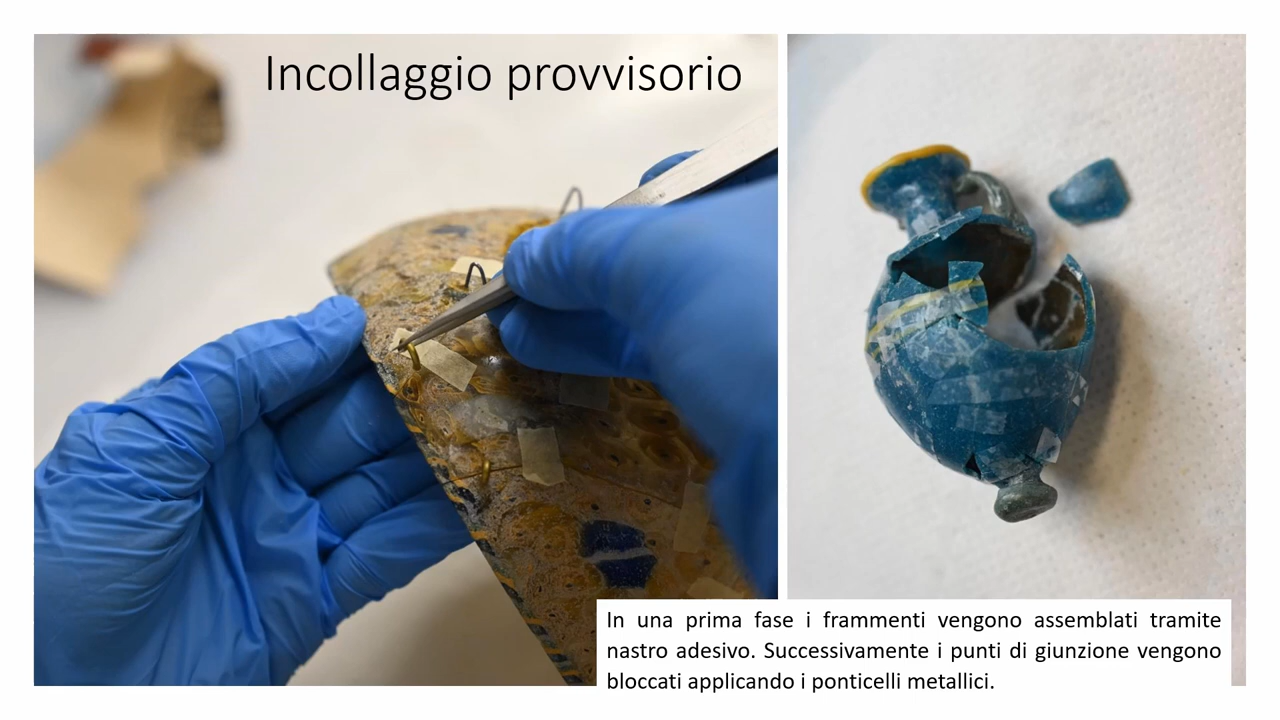 Incollaggio provvisorio
In una prima fase i frammenti vengono assemblati tramite
nastro adesivo. Successivamente i punti di giunzione vengono
bloccati applicando i ponticelli metallici.